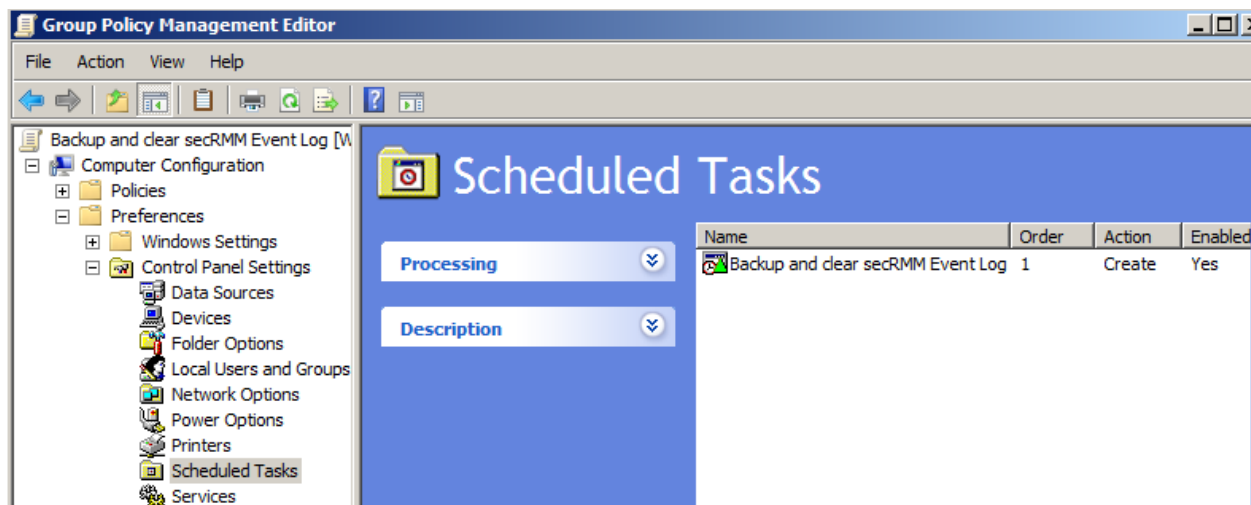 Group Policy Management Editor
File Action View Help
Backup and clear secRMM Event Log [W
Computer Configuration
Policies
Preferences
Windows Settings
Control Panel Settings
Data Sources
Devices
Folder Options
Local Users and Groups
Network Options
Power Options
Printers
Scheduled Tasks
Services
Scheduled Tasks
Processing
Description
Name Order Action Enabled
Backup and clear secRMM Event Log 1 Create Yes